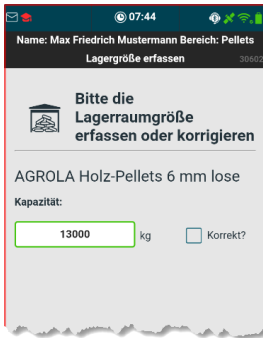 07:44
Name: Max Friedrich Mustermann Bereich: Pellets
Lagergröße erfassen 30602
Bitte die
Lagerraumgröße
erfassen oder korrigieren
AGROLA Holz-Pellets 6 mm lose
Kapazität:
13000 kg Korrekt?